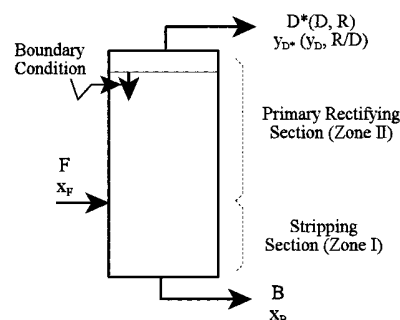 D*(D, R)
y_D* (y_D, R/D)
Boundary
Condition
Primary Rectifying
Section (Zone II)
F
x_F
Stripping
Section (Zone I)
B
x_B